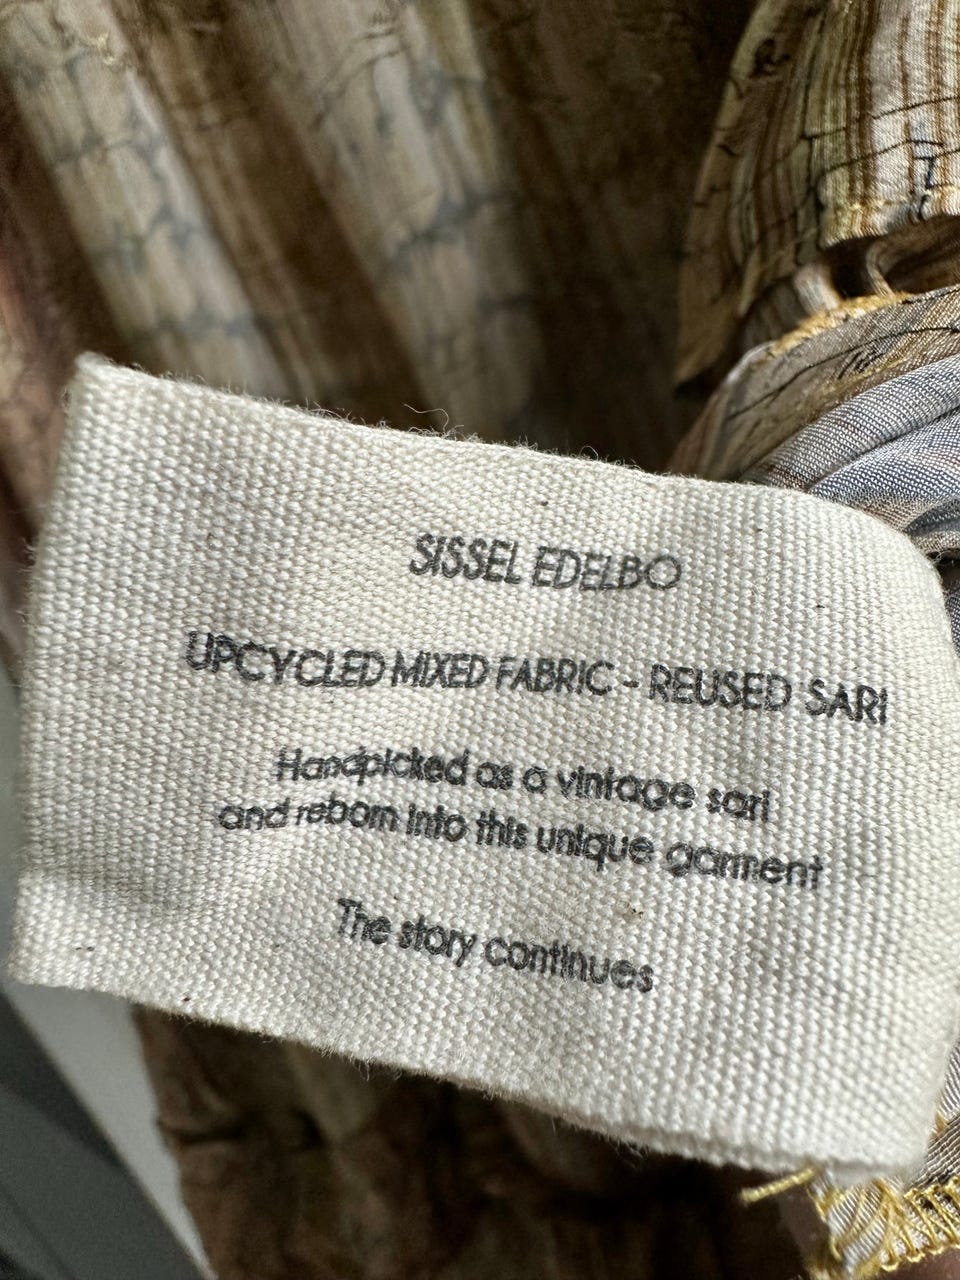 SISSEL EDELBO
UPCYCLED MIXED FABRIC - REUSED SARI
Handpicked as a vintage sari
and reborn into this unique garment
The story continues